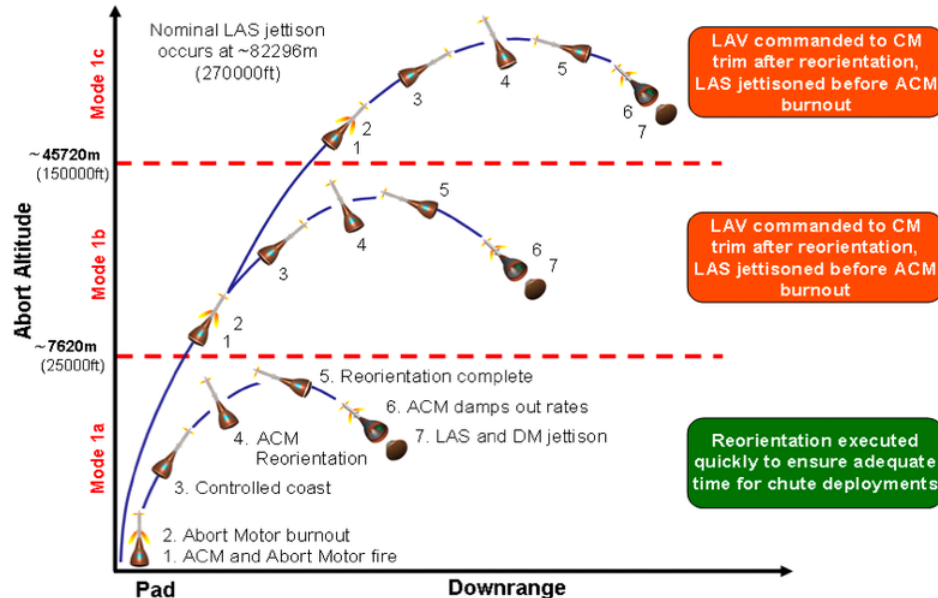 Nominal LAS jettison
occurs at ~82296m
(270000ft)
Mode 1c
1
2
3
4
5
6
7
LAV commanded to CM
trim after reorientation,
LAS jettisoned before ACM
burnout
~45720m
(150000ft)
Abort Altitude
Mode 1b
1
2
3
4
5
6
7
LAV commanded to CM
trim after reorientation,
LAS jettisoned before ACM
burnout
~7620m
(25000ft)
Mode 1a
5. Reorientation complete
6. ACM damps out rates
4. ACM
Reorientation
7. LAS and DM jettison
3. Controlled coast
2. Abort Motor burnout
1. ACM and Abort Motor fire
Reorientation executed
quickly to ensure adequate
time for chute deployments
Pad
Downrange